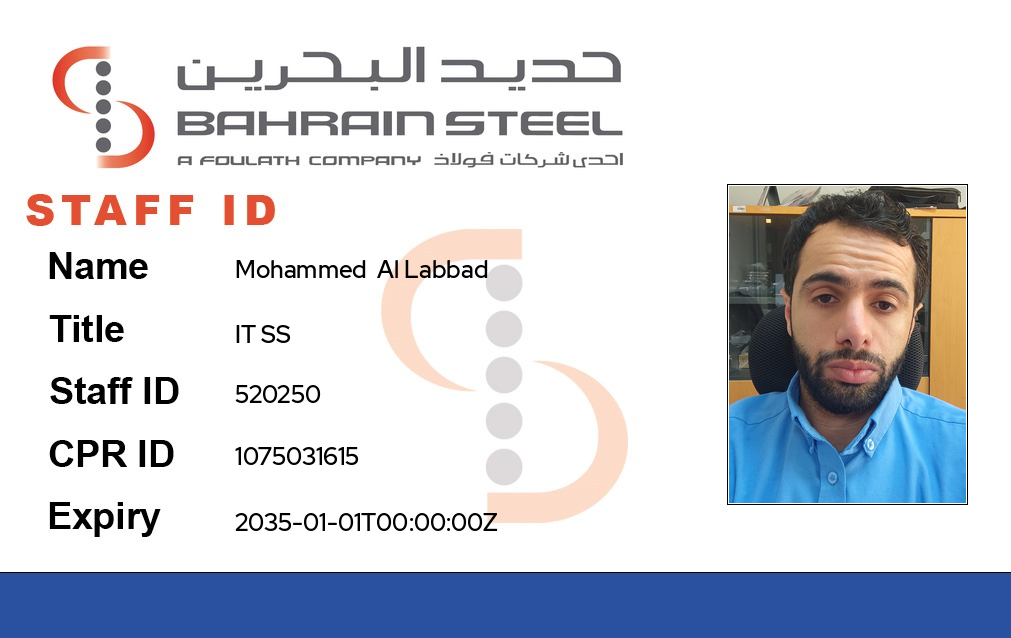 حديد البحرين
BAHRAIN STEEL
A FOULATH COMPANY احدى شركات فولاذ
STAFF ID
Name Mohammed Al Labbad
Title IT SS
Staff ID 520250
CPR ID 1075031615
Expiry 2035-01-01T00:00:00Z